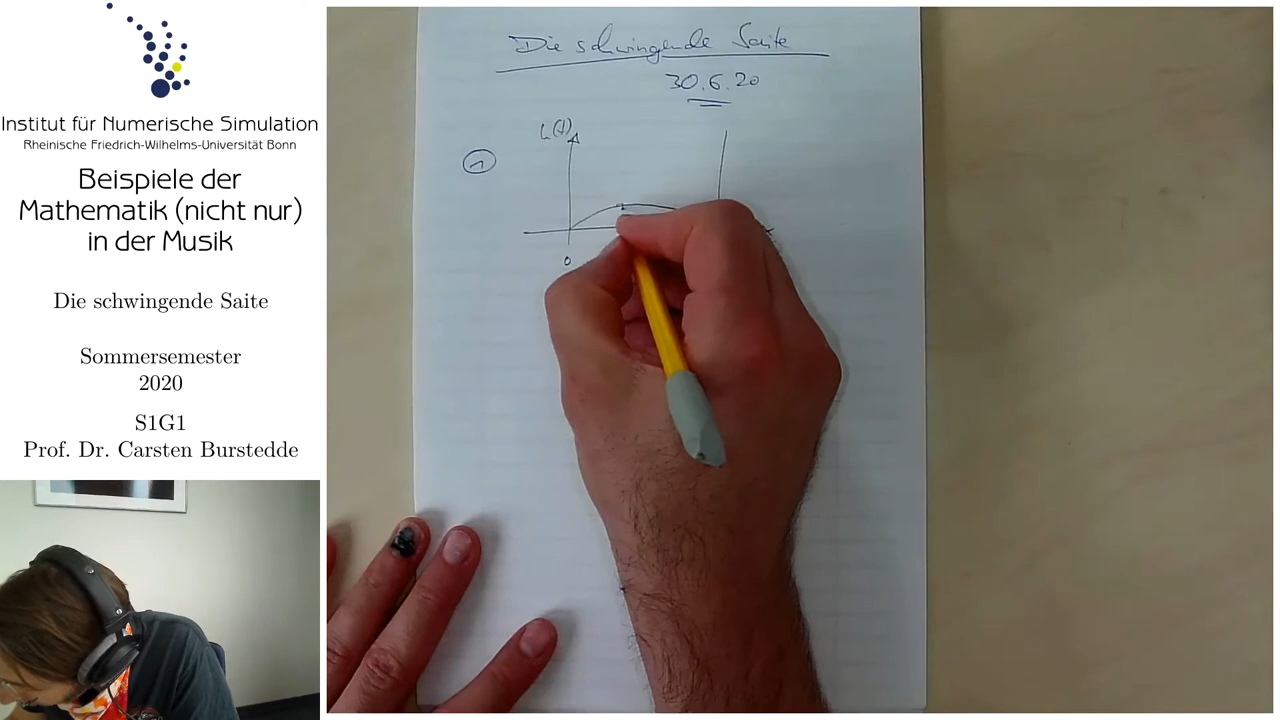 Institut für Numerische Simulation
Rheinische Friedrich-Wilhelms-Universität Bonn
Beispiele der
Mathematik (nicht nur)
in der Musik
Die schwingende Saite
Sommersemester
2020
S1G1
Prof. Dr. Carsten Burstedde
Die schwingende Saite
30.6.20
1
0